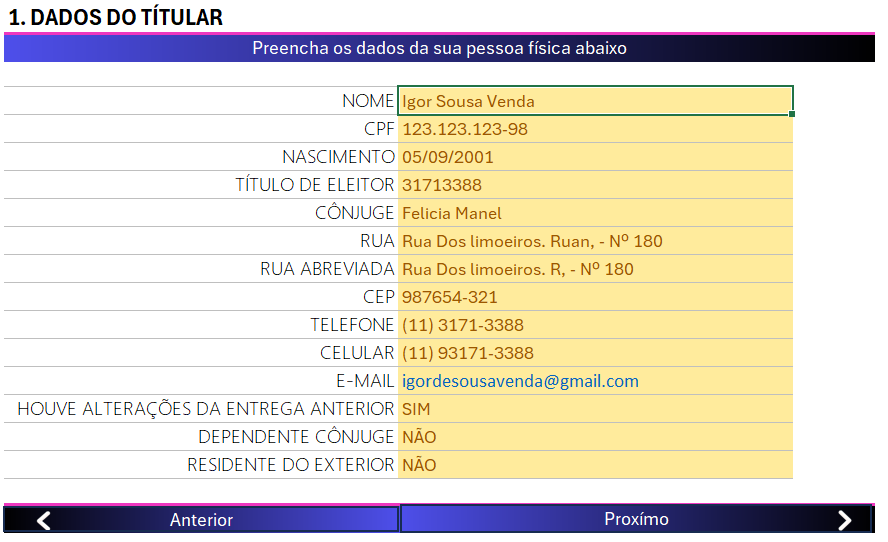 1. DADOS DO TÍTULAR
Preencha os dados da sua pessoa física abaixo
NOME Igor Sousa Venda
CPF 123.123.123-98
NASCIMENTO 05/09/2001
TÍTULO DE ELEITOR 31713388
CÔNJUGE Felicia Manel
RUA Rua Dos limoeiros. Ruan, - Nº 180
RUA ABREVIADA Rua Dos limoeiros. R, - Nº 180
CEP 987654-321
TELEFONE (11) 3171-3388
CELULAR (11) 93171-3388
E-MAIL igordesousavenda@gmail.com
HOUVE ALTERAÇÕES DA ENTREGA ANTERIOR SIM
DEPENDENTE CÔNJUGE NÃO
RESIDENTE DO EXTERIOR NÃO
Anterior Proxímo